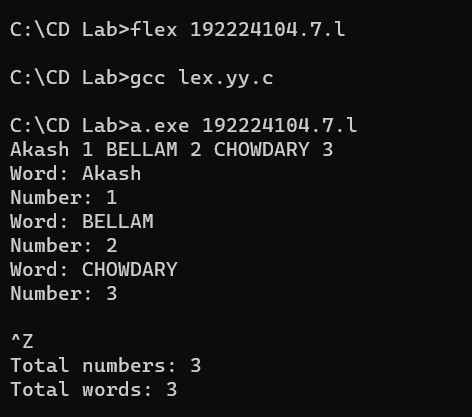 C:\CD Lab>flex 192224104.7.l
C:\CD Lab>gcc lex.yy.c
C:\CD Lab>a.exe 192224104.7.l
Akash 1 BELLAM 2 CHOWDARY 3
Word: Akash
Number: 1
Word: BELLAM
Number: 2
Word: CHOWDARY
Number: 3
^Z
Total numbers: 3
Total words: 3